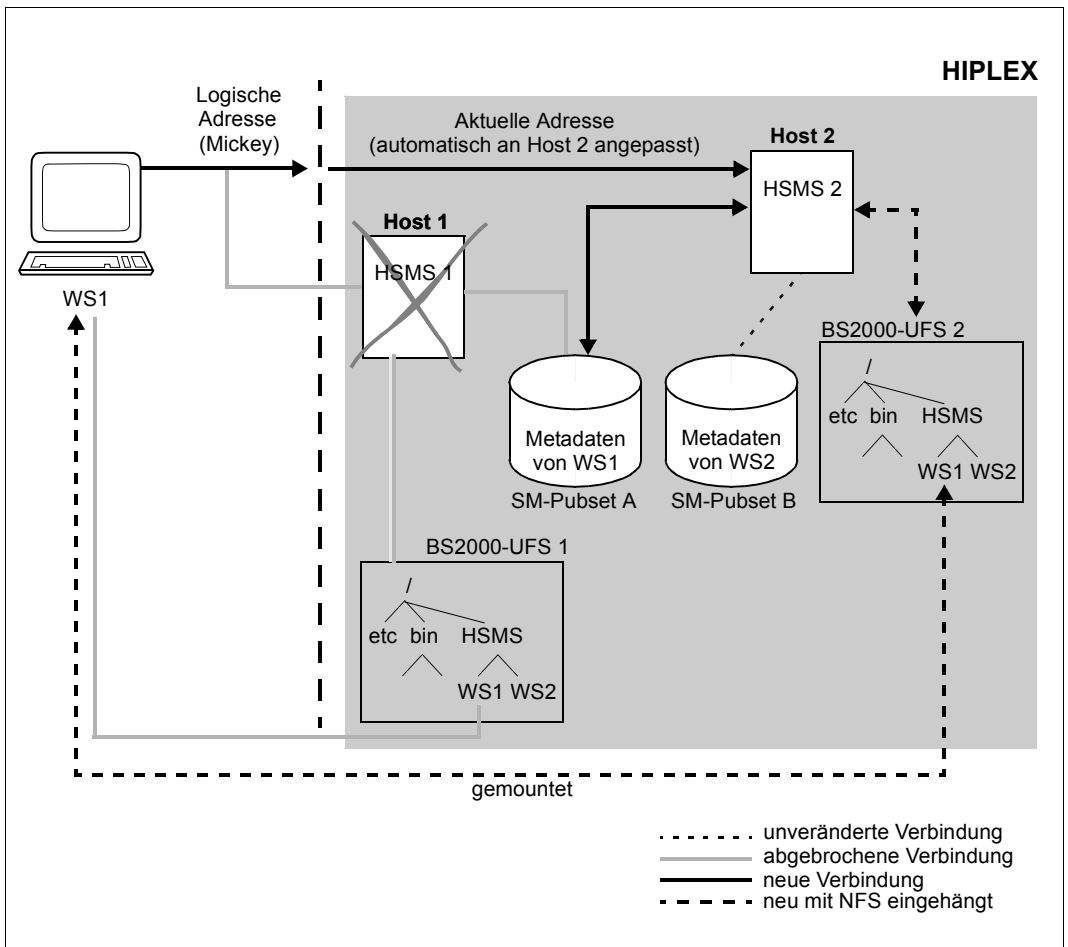 HIPLEX
Logische
Adresse
(Mickey)
Aktuelle Adresse
(automatisch an Host 2 angepasst)
Host 2
HSMS 2
Host 1
HSMS 1
WS1
BS2000-UFS 2
/
etc bin HSMS
WS1 WS2
Metadaten
von WS1
SM-Pubset A
Metadaten
von WS2
SM-Pubset B
BS2000-UFS 1
/
etc bin HSMS
WS1 WS2
gemountet
unveränderte Verbindung
abgebrochene Verbindung
neue Verbindung
neu mit NFS eingehängt